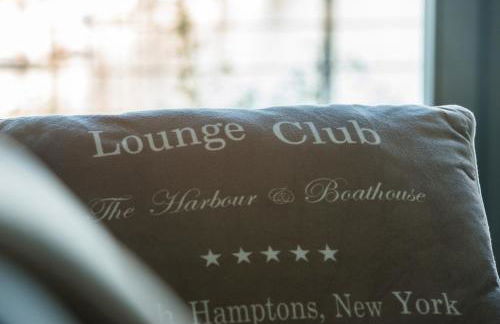 Lounge Club
The Harbour & Boathouse
★★★★★
Hamptons, New York